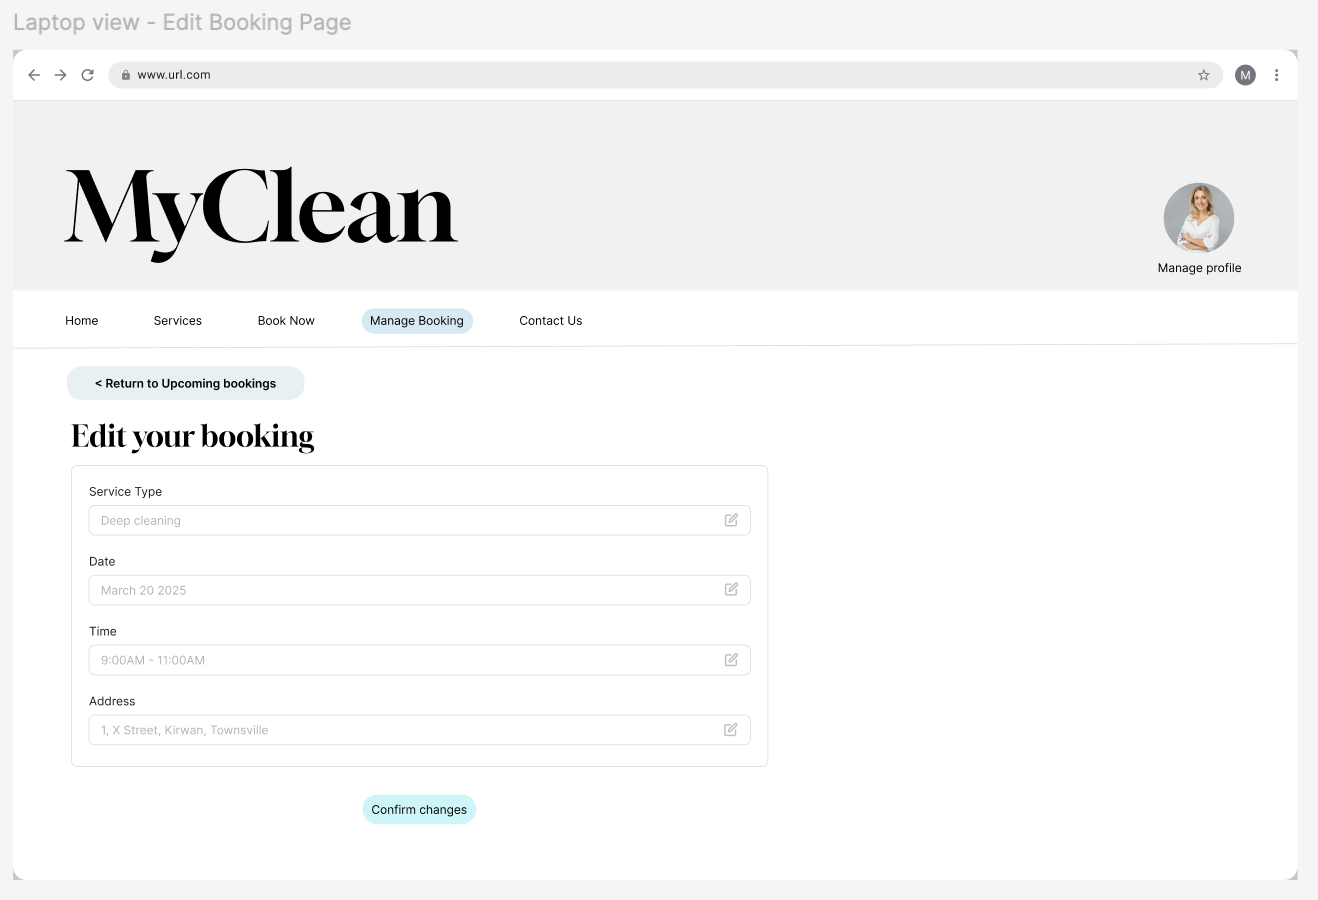 Laptop view - Edit Booking Page
www.url.com
M
MyClean
Manage profile
Home Services Book Now Manage Booking Contact Us
< Return to Upcoming bookings
Edit your booking
Service Type
Deep cleaning
Date
March 20 2025
Time
9:00AM - 11:00AM
Address
1, X Street, Kirwan, Townsville
Confirm changes